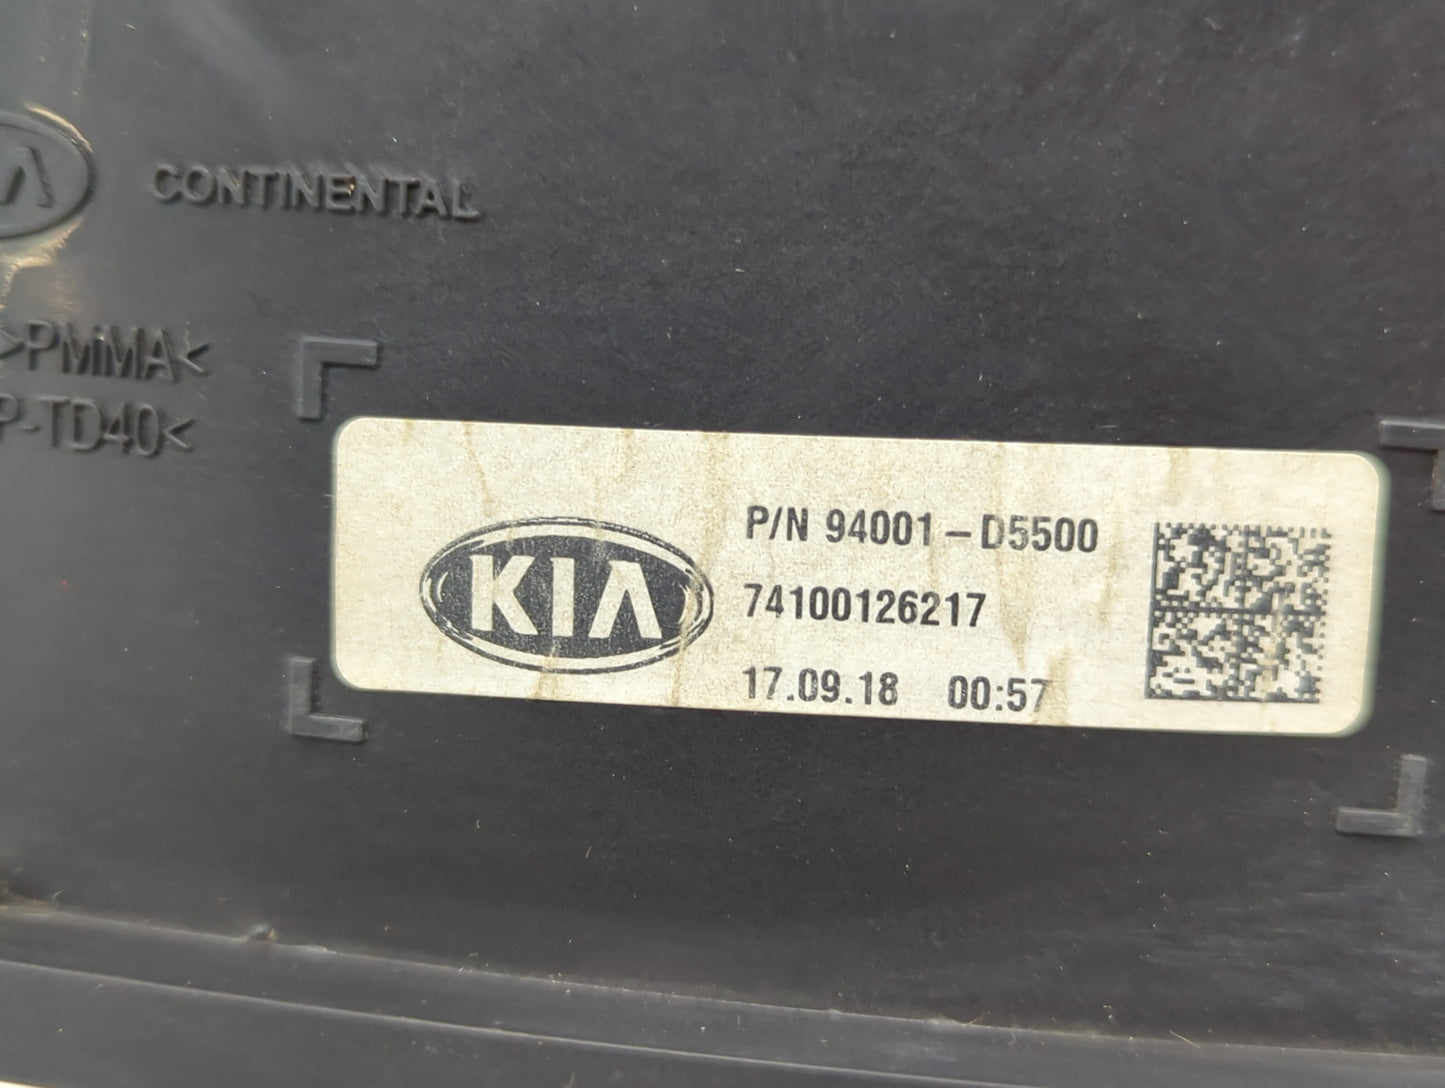 CONTINENTAL
>PMMA<
P-TD40<
KIA
P/N 94001-D5500
74100126217
17.09.18 00:57